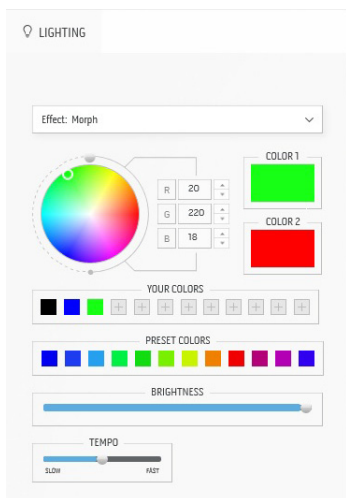 LIGHTING
Effect: Morph
COLOR 1
R 20
G 220
B 18
COLOR 2
YOUR COLORS
PRESET COLORS
BRIGHTNESS
TEMPO
SLOW FAST